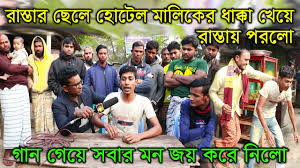 রাস্তার ছেলে হোটেল মালিকের ধাক্কা খেয়ে
রাস্তায় পরলো
গান গেয়ে সবার মন জয় করে নিলো